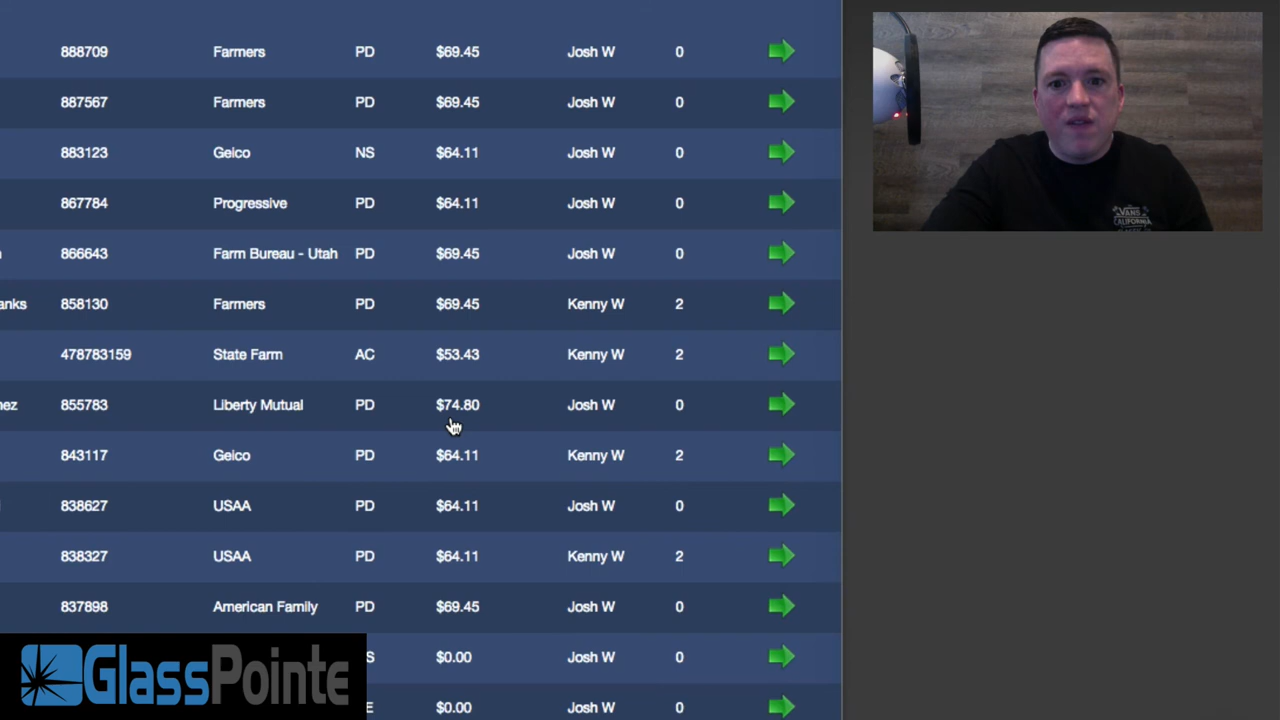 888709 Farmers PD $69.45 Josh W 0
887567 Farmers PD $69.45 Josh W 0
883123 Geico NS $64.11 Josh W 0
867784 Progressive PD $64.11 Josh W 0
866643 Farm Bureau - Utah PD $69.45 Josh W 0
anks 858130 Farmers PD $69.45 Kenny W 2
478783159 State Farm AC $53.43 Kenny W 2
nez 855783 Liberty Mutual PD $74.80 Josh W 0
843117 Geico PD $64.11 Kenny W 2
838627 USAA PD $64.11 Josh W 0
838327 USAA PD $64.11 Kenny W 2
837898 American Family PD $69.45 Josh W 0
S $0.00 Josh W 0
E $0.00 Josh W 0
GlassPointe
VANS
CALIFORNIA